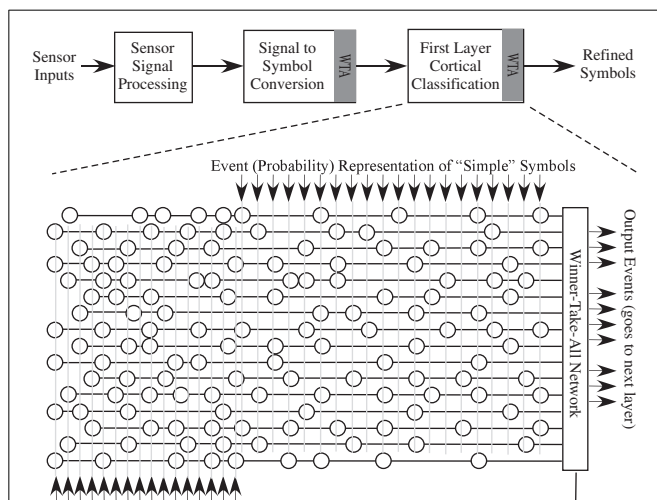 Sensor
Inputs
Sensor
Signal
Processing
Signal to
Symbol
Conversion
WTA
First Layer
Cortical
Classification
WTA
Refined
Symbols
Event (Probability) Representation of “Simple” Symbols
Winner-Take-All Network
Output Events (goes to
next layer)